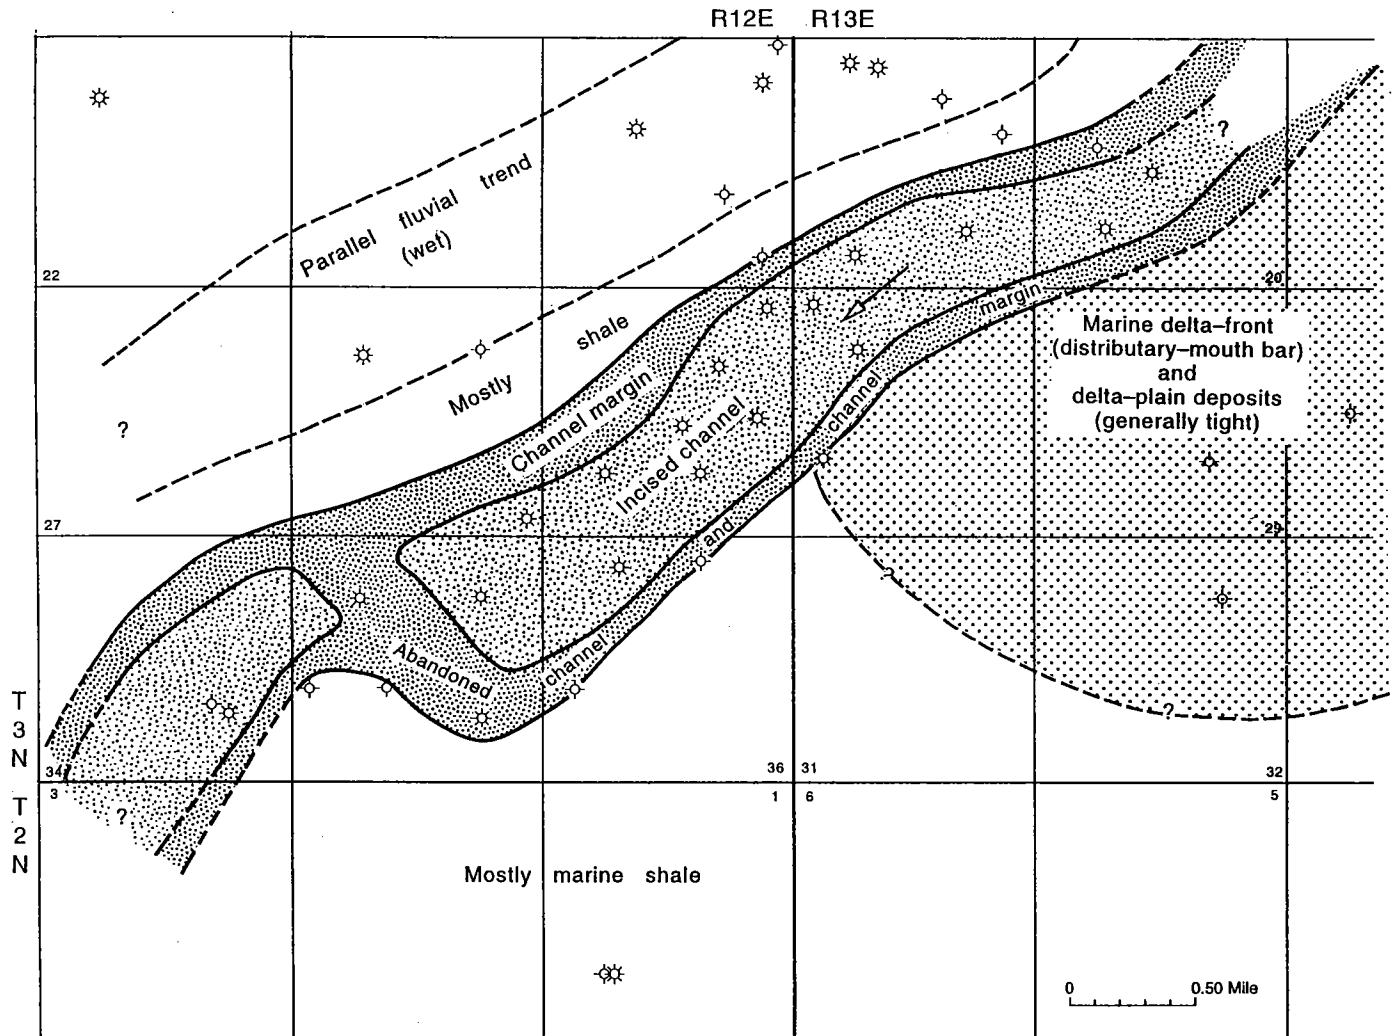 R12E R13E
Parallel fluvial trend
(wet)
?
22
20
?
Mostly shale
Channel margin
Incised channel
margin
channel
and
channel
Abandoned
Marine delta–front
(distributary–mouth bar)
and
delta–plain deposits
(generally tight)
27
29
?
?
?
T
3
N
T
2
N
34
3
36 31
1 6
32
5
?
Mostly marine shale
0 0.50 Mile